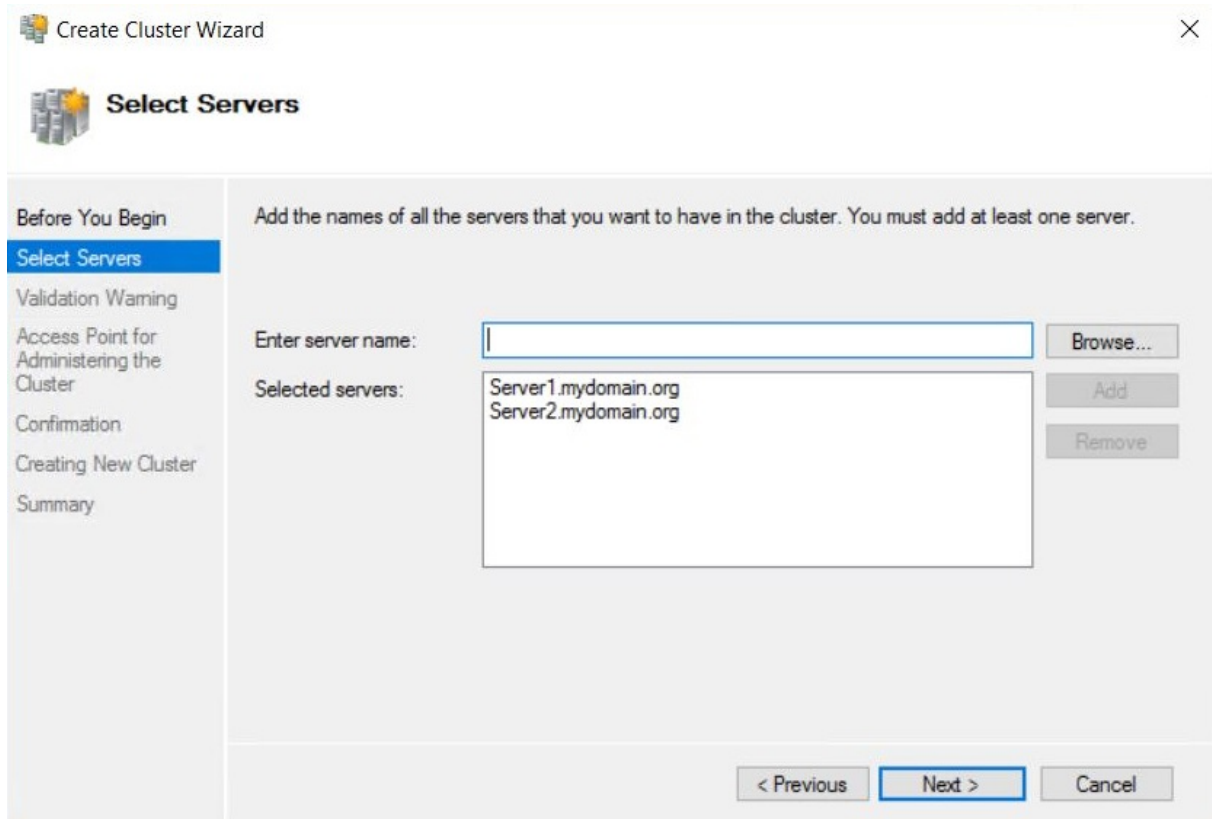 Create Cluster Wizard
Select Servers
Before You Begin
Select Servers
Validation Warning
Access Point for
Administering the
Cluster
Confirmation
Creating New Cluster
Summary
Add the names of all the servers that you want to have in the cluster. You must add at least one server.
Enter server name:
Browse...
Selected servers:
Server1.mydomain.org
Server2.mydomain.org
Add
Remove
< Previous
Next >
Cancel